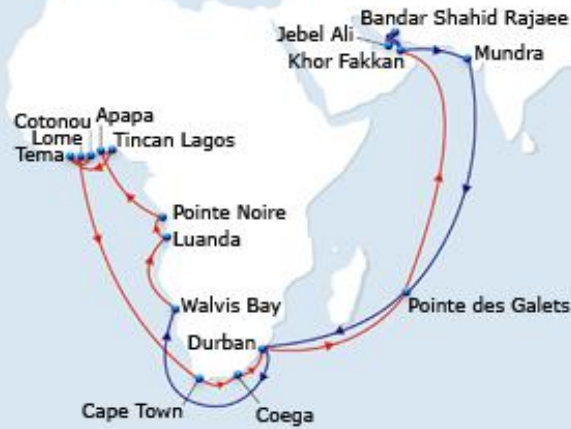 Bandar Shahid Rajaee
Jebel Ali
Khor Fakkan
Mundra
Apapa
Cotonou
Tincan Lagos
Lome
Tema
Pointe Noire
Luanda
Walvis Bay
Pointe des Galets
Durban
Cape Town
Coega